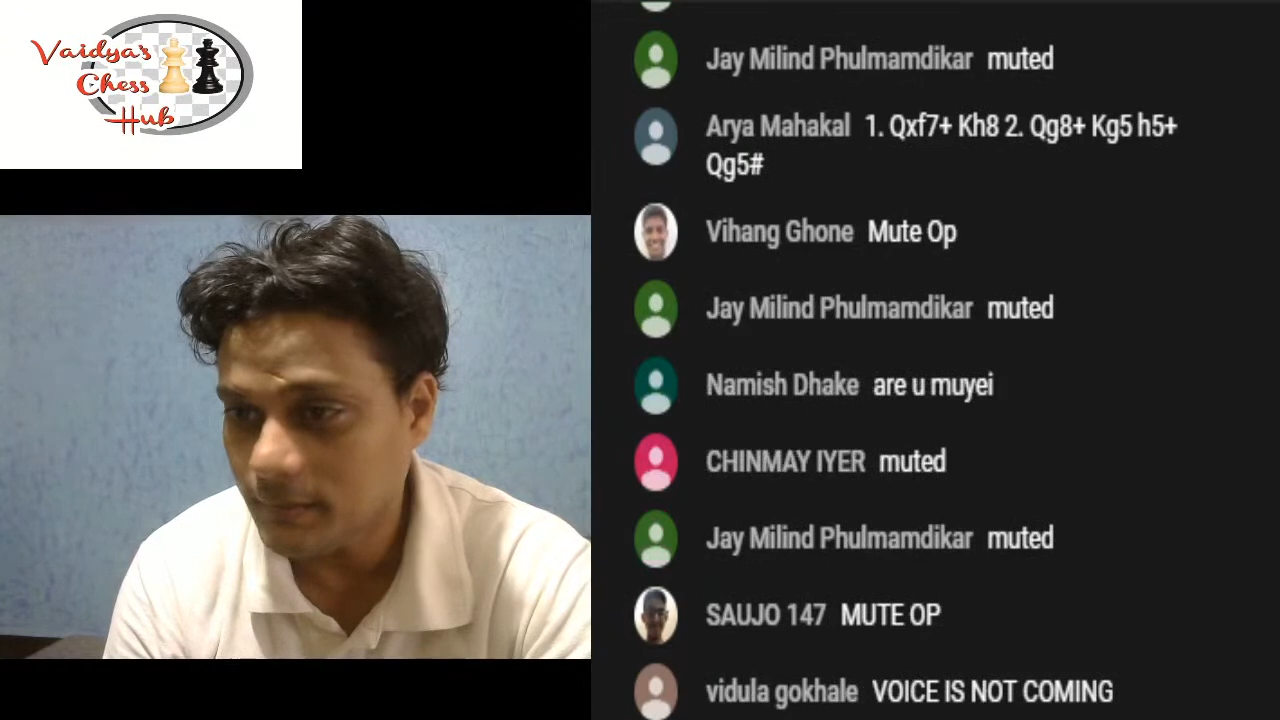 Vaidya's
Chess
Hub
Jay Milind Phulmamdikar muted
Arya Mahakal 1. Qxf7+ Kh8 2. Qg8+ Kg5 h5+
Qg5#
Vihang Ghone Mute Op
Jay Milind Phulmamdikar muted
Namish Dhake are u muyei
CHINMAY IYER muted
Jay Milind Phulmamdikar muted
SAUJO 147 MUTE OP
vidula gokhale VOICE IS NOT COMING